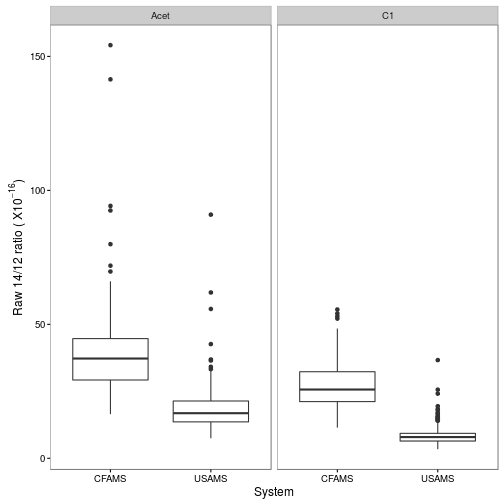 Acet
C1
150
100
50
0
Raw 14/12 ratio ( X10⁻¹⁶)
CFAMS
USAMS
CFAMS
USAMS
System